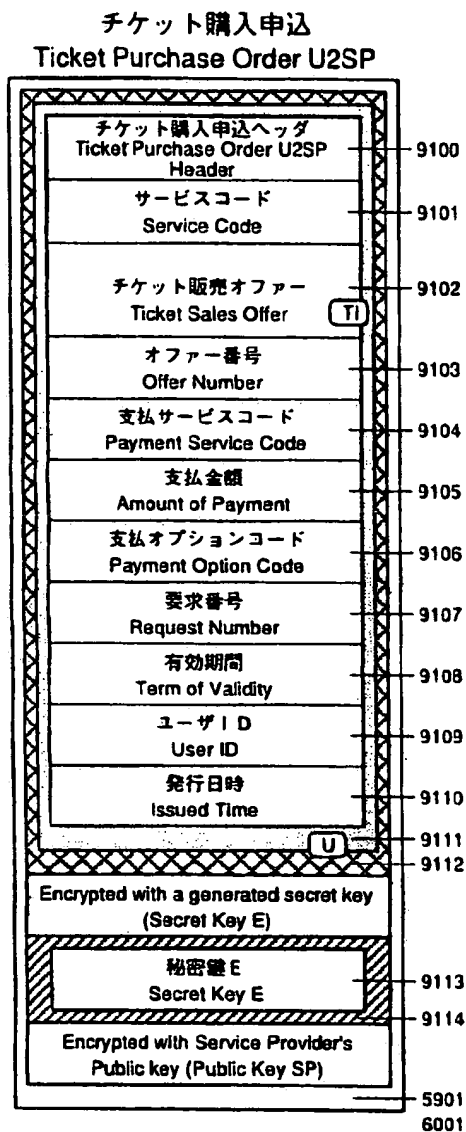 チケット購入申込
Ticket Purchase Order U2SP
チケット購入申込ヘッダ
Ticket Purchase Order U2SP
Header
9100
サービスコード
Service Code
9101
チケット販売オファー
Ticket Sales Offer
TI
9102
オファー番号
Offer Number
9103
支払サービスコード
Payment Service Code
9104
支払金額
Amount of Payment
9105
支払オプションコード
Payment Option Code
9106
要求番号
Request Number
9107
有効期間
Term of Validity
9108
ユーザID
User ID
9109
発行日時
Issued Time
9110
U
9111
9112
Encrypted with a generated secret key
(Secret Key E)
秘密鍵E
Secret Key E
9113
9114
Encrypted with Service Provider's
Public key (Public Key SP)
5901
6001